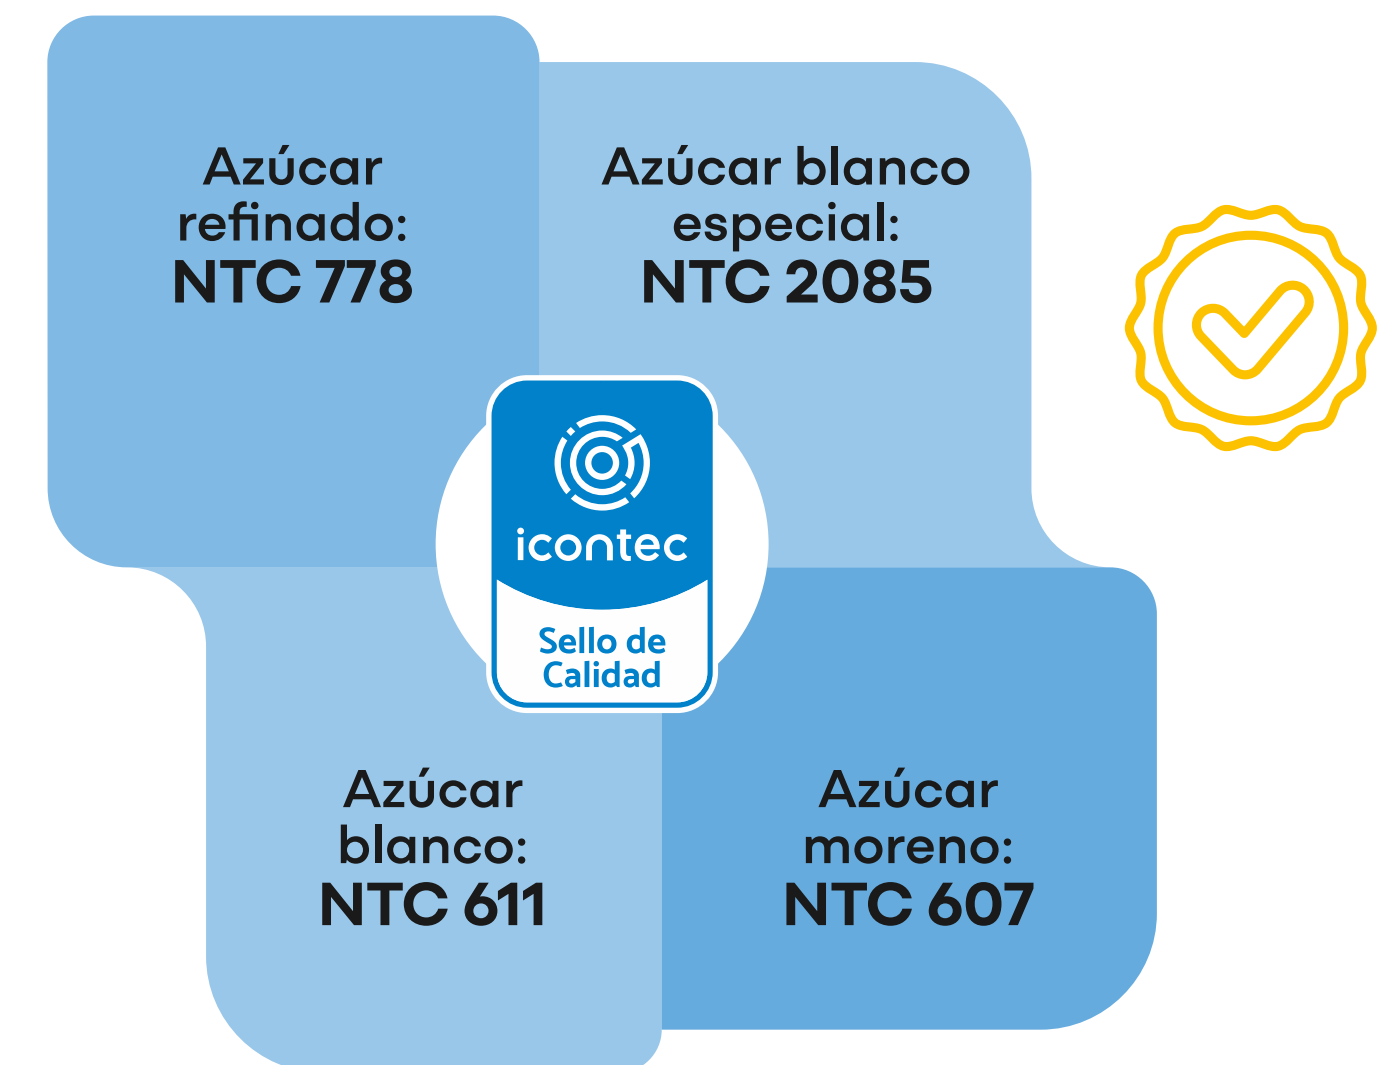 Azúcar
refinado:
NTC 778
Azúcar blanco
especial:
NTC 2085
icontec
Sello de
Calidad
Azúcar
blanco:
NTC 611
Azúcar
moreno:
NTC 607